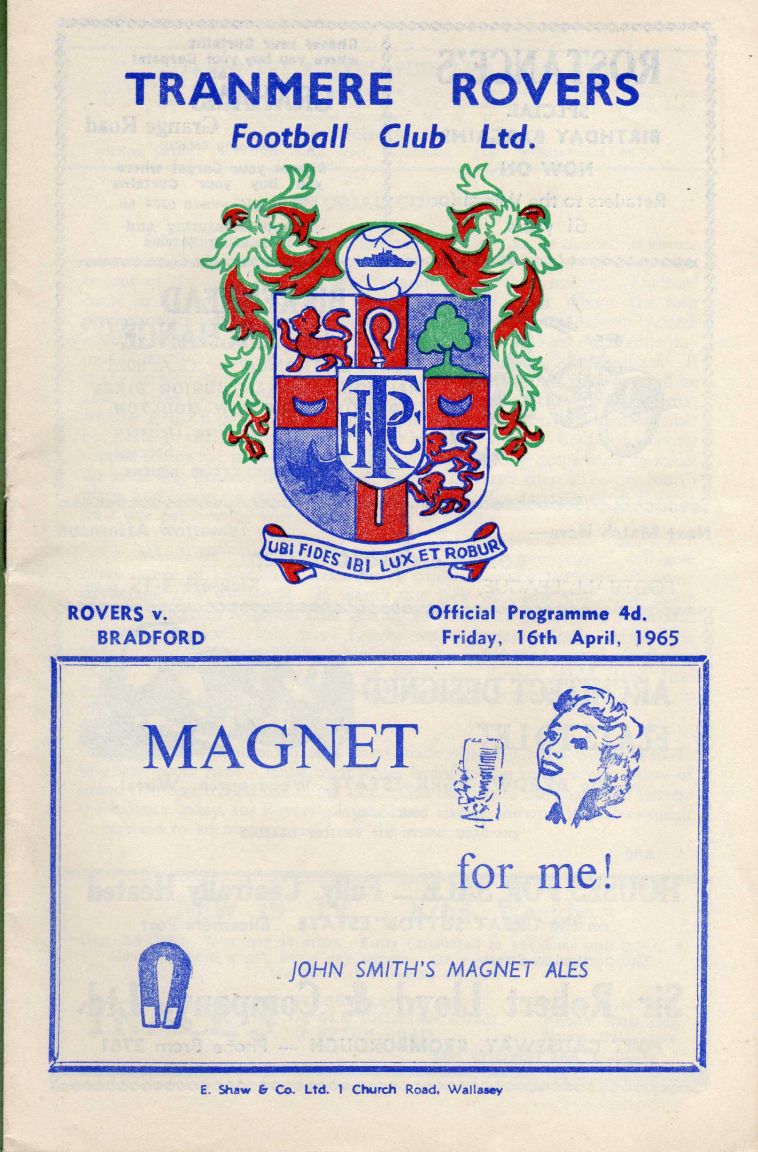 TRANMERE ROVERS
Football Club Ltd.
TRFC
UBI FIDES IBI LUX ET ROBUR
ROVERS v.
BRADFORD
Official Programme 4d.
Friday, 16th April, 1965
MAGNET
for me!
JOHN SMITH'S MAGNET ALES
E. Shaw & Co. Ltd. 1 Church Road, Wallasey